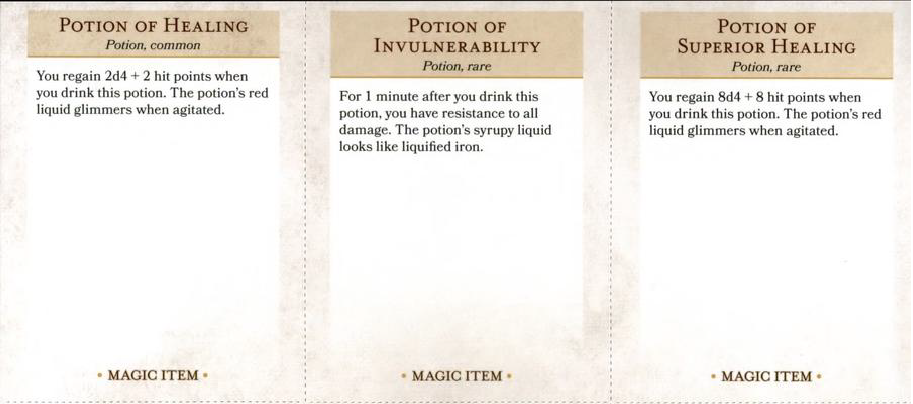 POTION OF HEALING
Potion, common
You regain 2d4 + 2 hit points when
you drink this potion. The potion's red
liquid glimmers when agitated.
• MAGIC ITEM •
POTION OF
INVULNERABILITY
Potion, rare
For 1 minute after you drink this
potion, you have resistance to all
damage. The potion's syrupy liquid
looks like liquified iron.
• MAGIC ITEM •
POTION OF
SUPERIOR HEALING
Potion, rare
You regain 8d4 + 8 hit points when
you drink this potion. The potion's red
liquid glimmers when agitated.
• MAGIC ITEM •